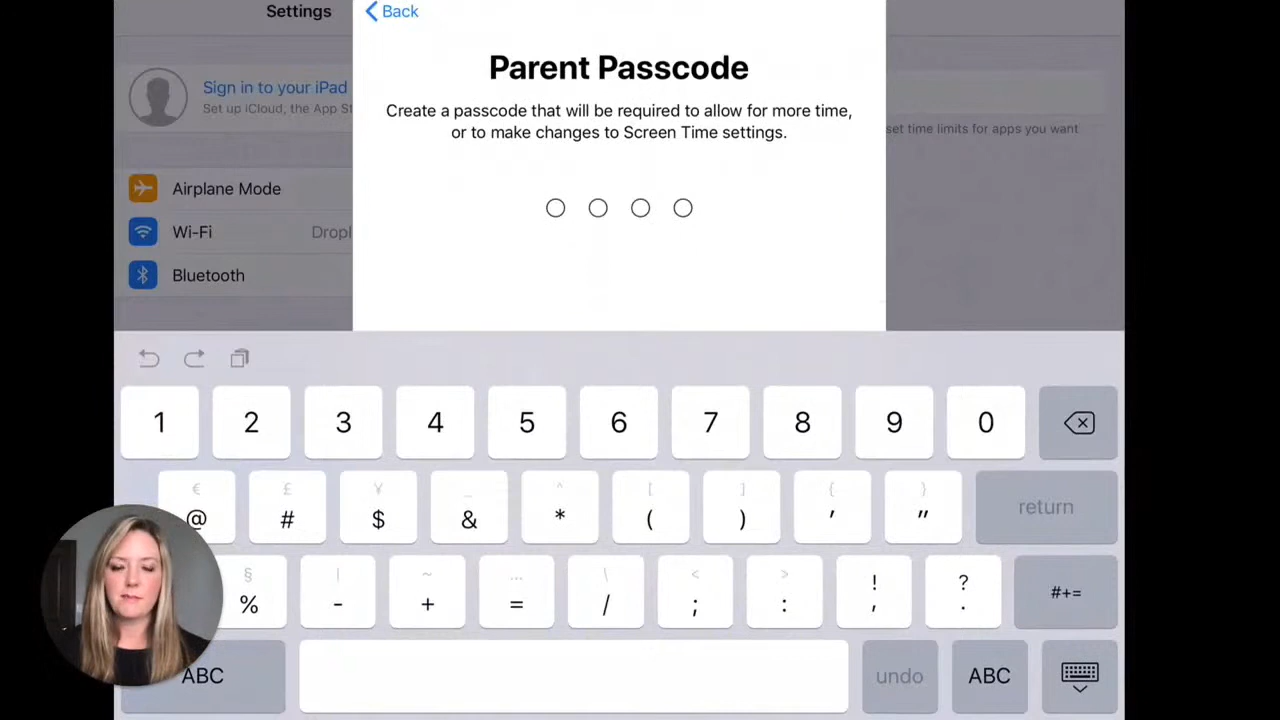 Settings
Back
Parent Passcode
Create a passcode that will be required to allow for more time,
or to make changes to Screen Time settings.
Sign in to your iPad
Set up iCloud, the App St
set time limits for apps you want
Airplane Mode
Wi-Fi Dropl
Bluetooth
1 2 3 4 5 6 7 8 9 0
€ £ ¥ _ ^ [ ] { }
@ # $ & * ( ) ' "
return
§ | ~ … \ < > ! ?
% - + = / ; : , .
#+=
ABC undo ABC